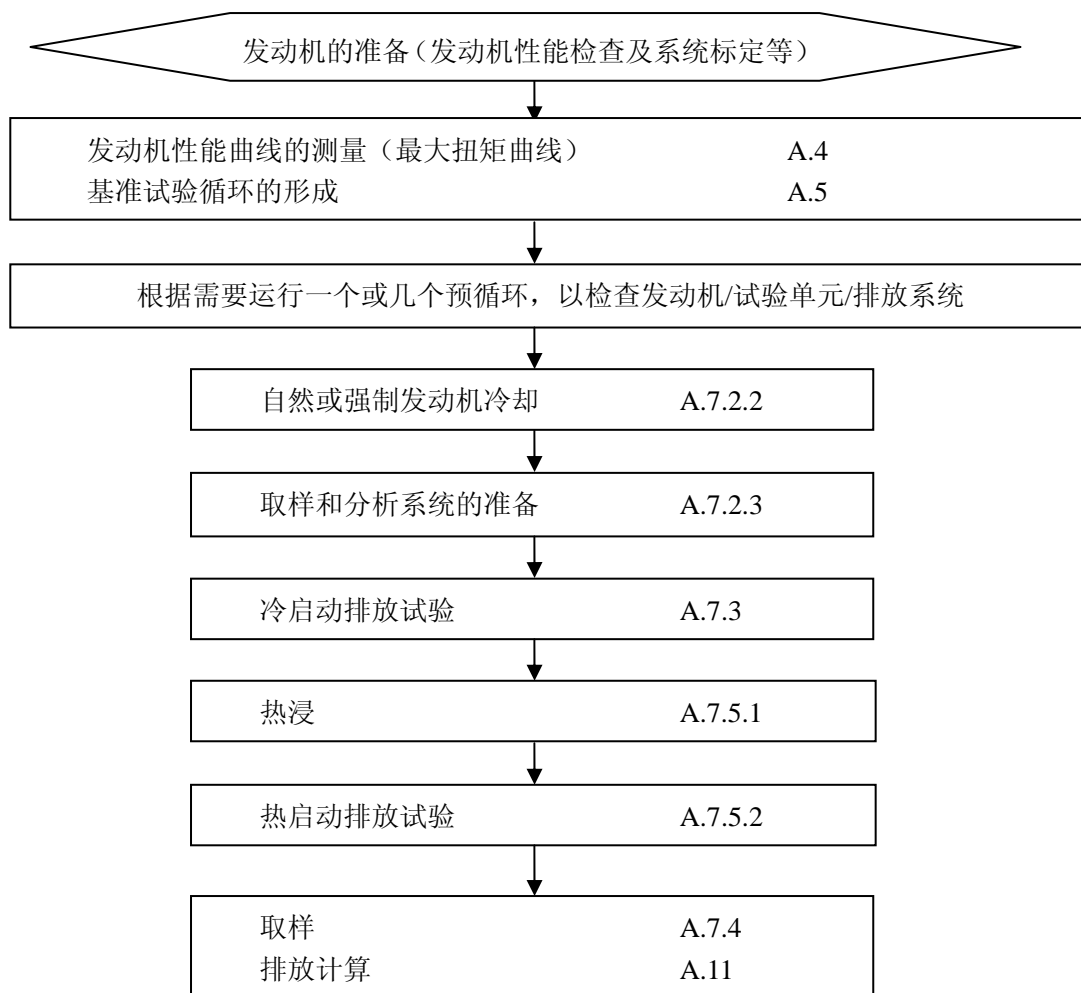 发动机的准备（发动机性能检查及系统标定等）
发动机性能曲线的测量（最大扭矩曲线） A.4
基准试验循环的形成 A.5
根据需要运行一个或几个预循环，以检查发动机/试验单元/排放系统
自然或强制发动机冷却 A.7.2.2
取样和分析系统的准备 A.7.2.3
冷启动排放试验 A.7.3
热浸 A.7.5.1
热启动排放试验 A.7.5.2
取样 A.7.4
排放计算 A.11